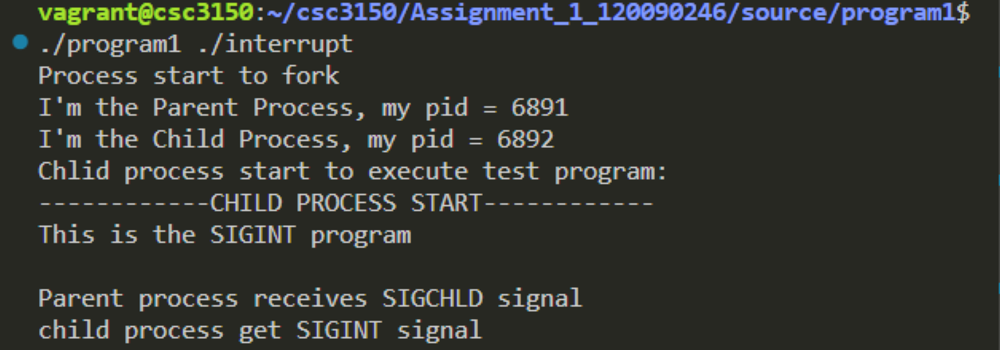 vagrant@csc3150:~/csc3150/Assignment_1_120090246/source/program1$
./program1 ./interrupt
Process start to fork
I'm the Parent Process, my pid = 6891
I'm the Child Process, my pid = 6892
Chlid process start to execute test program:
------------CHILD PROCESS START------------
This is the SIGINT program

Parent process receives SIGCHLD signal
child process get SIGINT signal